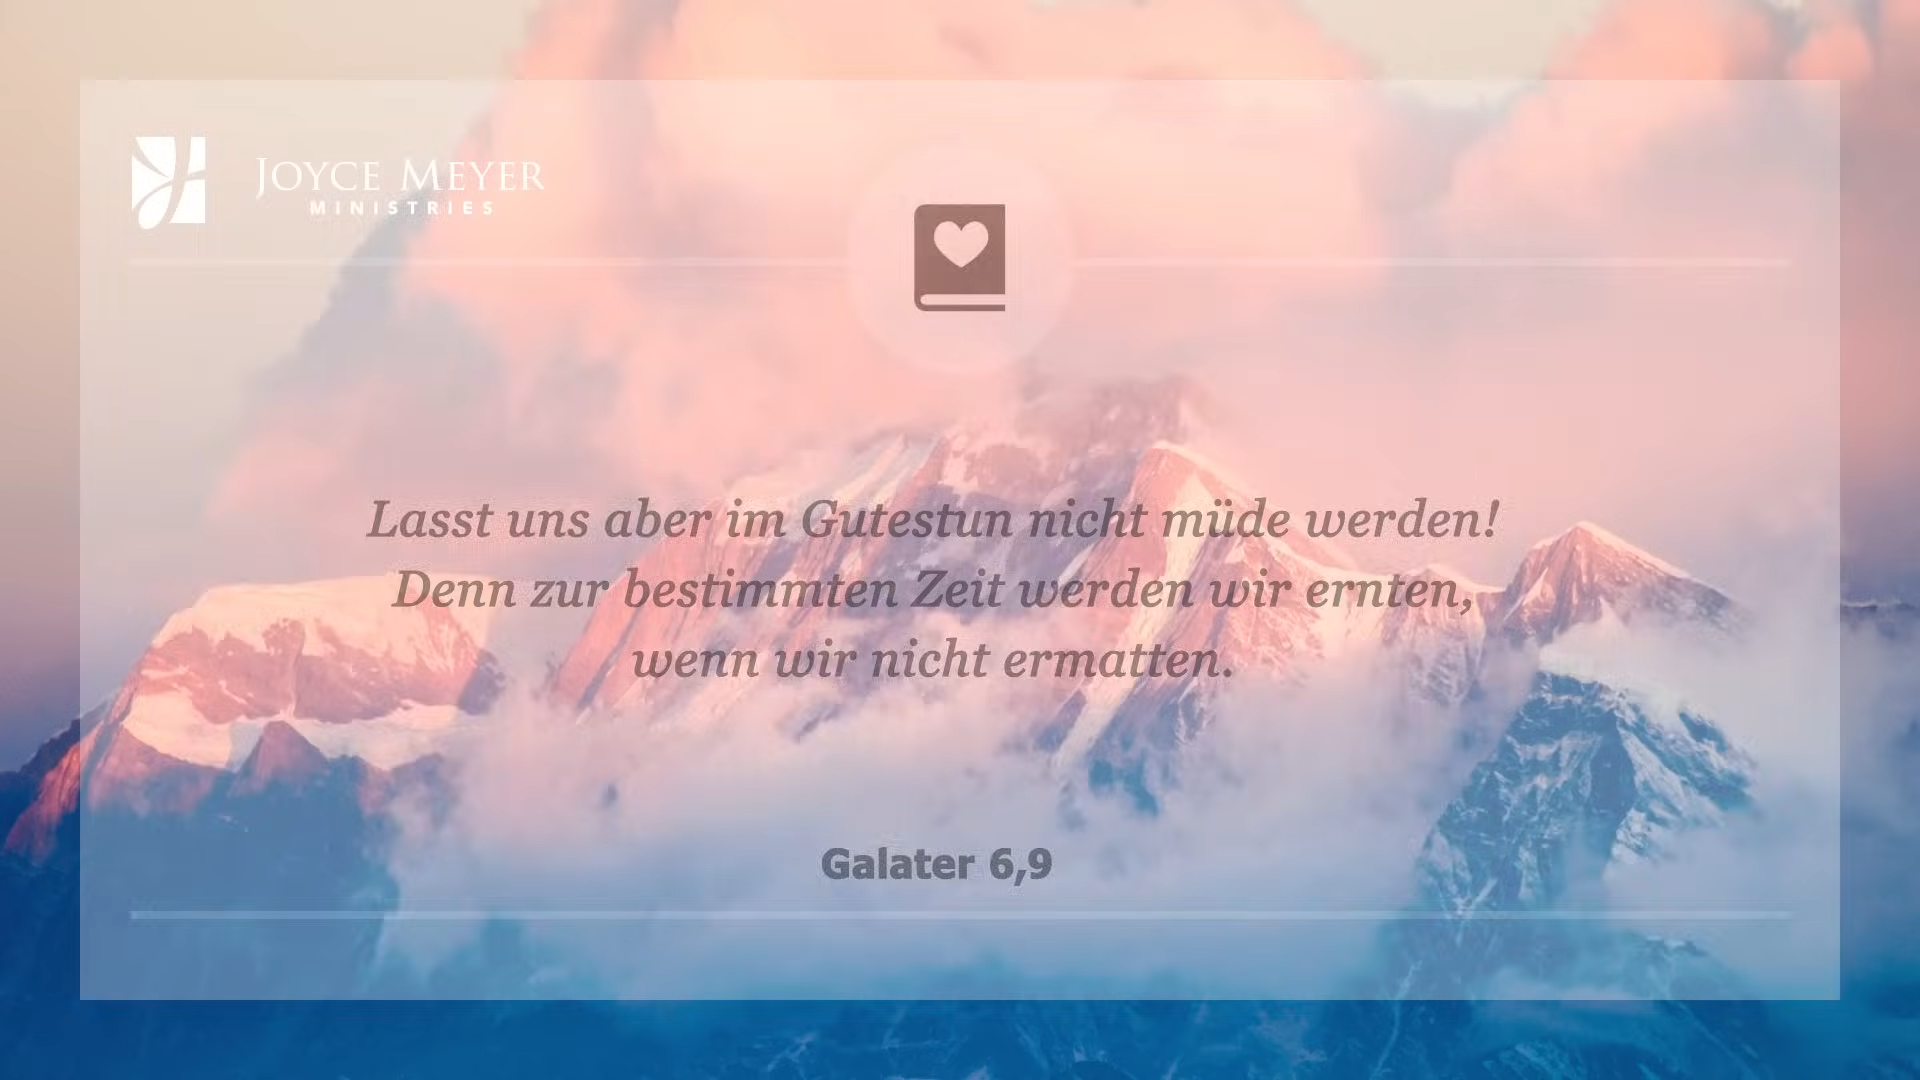 JOYCE MEYER
MINISTRIES
Lasst uns aber im Gutestun nicht müde werden!
Denn zur bestimmten Zeit werden wir ernten,
wenn wir nicht ermatten.
Galater 6,9